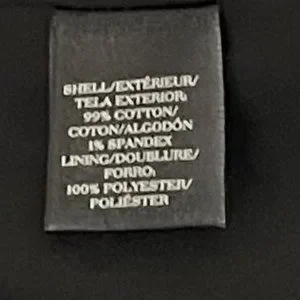 SHELL/EXTÉRIEUR/
TELA EXTERIOR:
99% COTTON/
COTON/ALGODÓN
1% SPANDEX
LINING/DOUBLURE/
FORRO:
100% POLYESTER/
POLIÉSTER